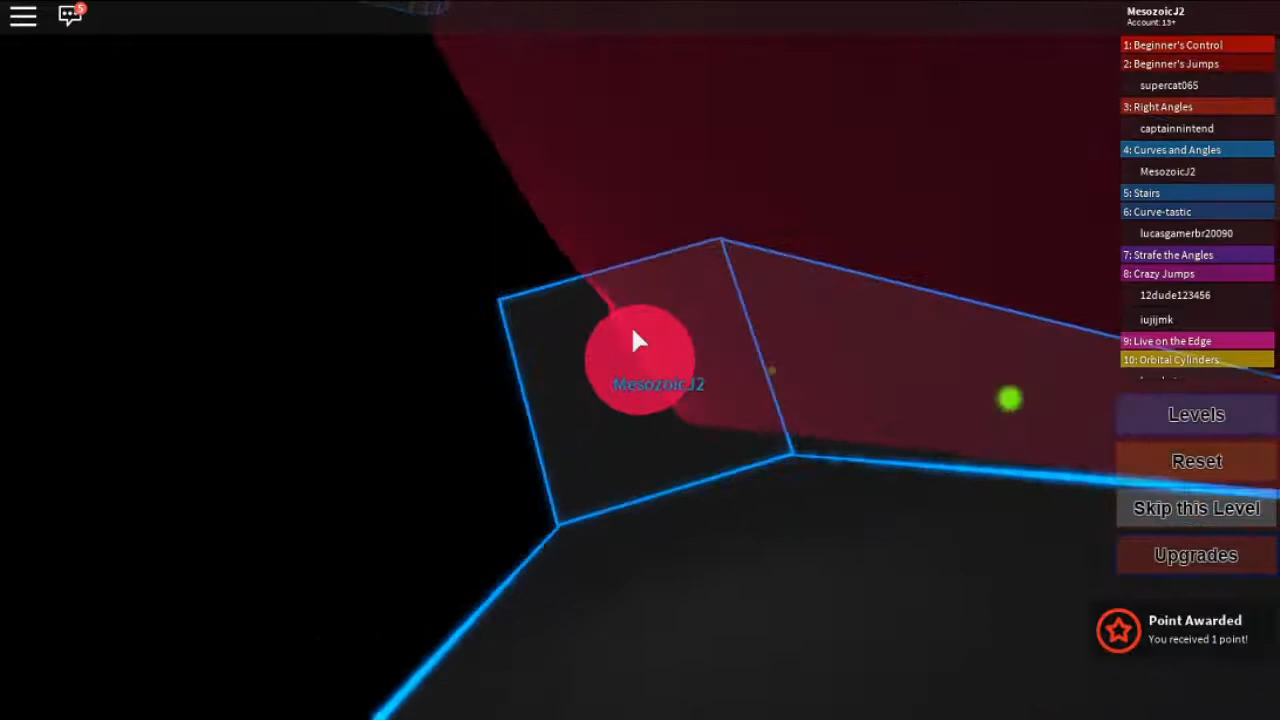 5
MesozoicJ2
Account: 13+
1: Beginner's Control
2: Beginner's Jumps
supercat065
3: Right Angles
captainnintend
4: Curves and Angles
MesozoicJ2
5: Stairs
6: Curve-tastic
lucasgamerbr20090
7: Strafe the Angles
8: Crazy Jumps
12dude123456
iujijmk
9: Live on the Edge
10: Orbital Cylinders
MesozoicJ2
Levels
Reset
Skip this Level
Upgrades
Point Awarded
You received 1 point!